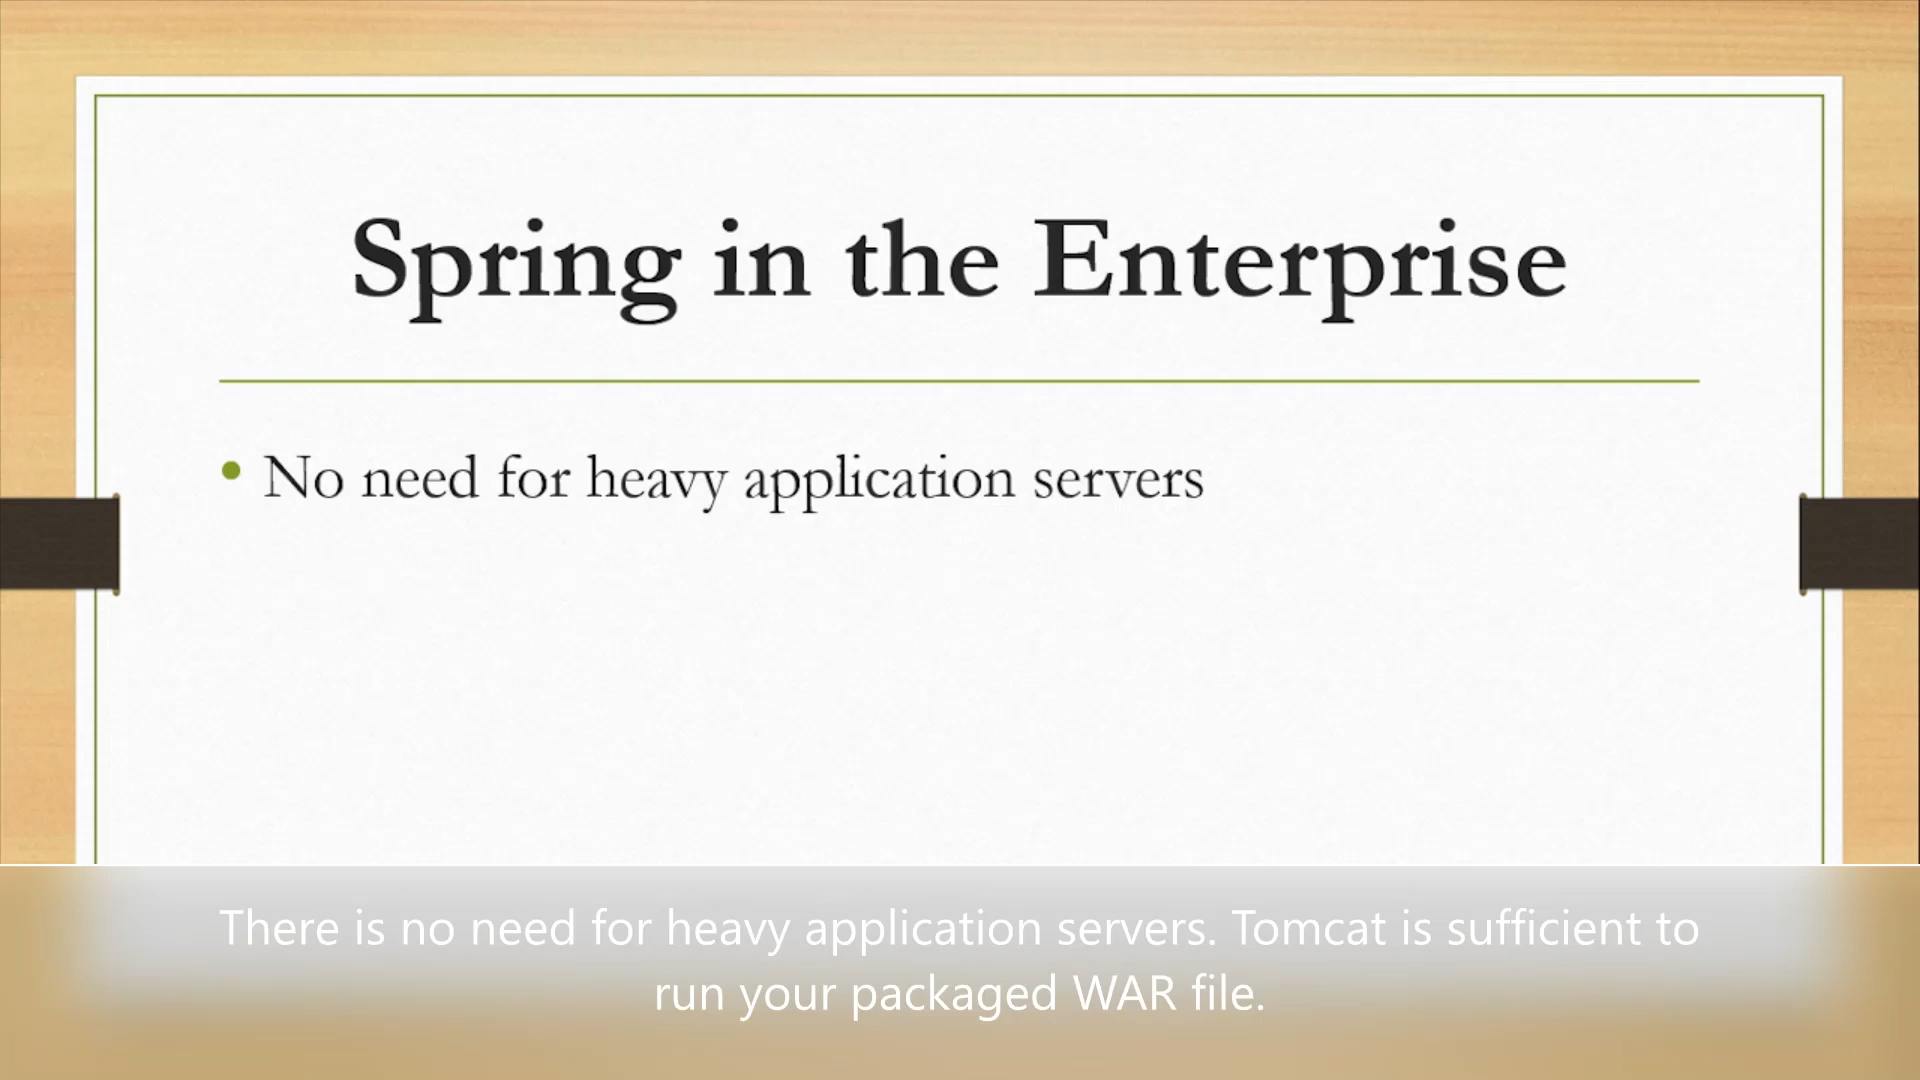 Spring in the Enterprise
• No need for heavy application servers
There is no need for heavy application servers. Tomcat is sufficient to
run your packaged WAR file.